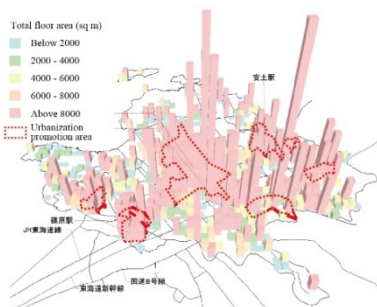 Total floor area (sq m)
Below 2000
2000 - 4000
4000 - 6000
6000 - 8000
Above 8000
Urbanization
promotion area
安土駅
篠原駅
JR東海道線
国道8号線
東海道新幹線